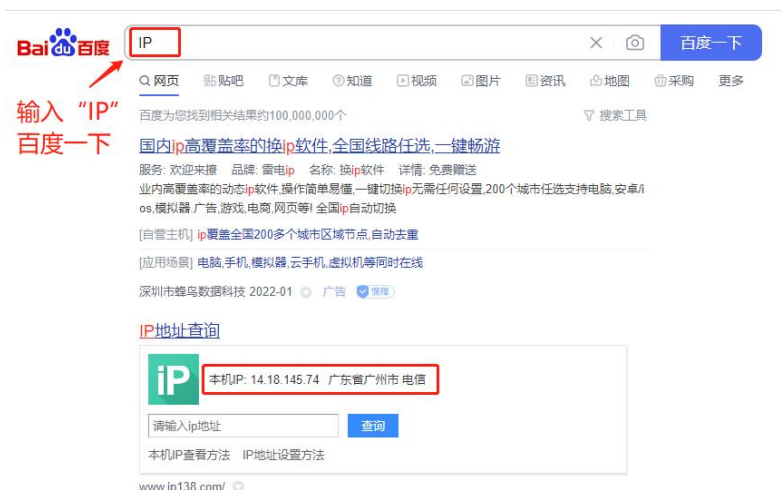 Bai du 百度
IP
百度一下
输入“IP”
百度一下
网页 贴吧 文库 知道 视频 图片 资讯 地图 采购 更多
百度为您找到相关结果约100,000,000个 搜索工具
国内ip高覆盖率的换ip软件,全国线路任选,一键畅游
服务: 欢迎来撩 品牌: 雷电ip 名称: 换ip软件 详情: 免费赠送
业内高覆盖率的动态ip软件,操作简单易懂,一键切换ip无需任何设置,200个城市任选支持电脑,安卓/i
os,模拟器.广告,游戏,电商,网页等! 全国ip自动切换
[自营主机] ip覆盖全国200多个城市区域节点,自动去重
[应用场景] 电脑,手机,模拟器,云手机,虚拟机等同时在线
深圳市蜂鸟数据科技 2022-01 广告 保障
IP地址查询
iP
本机IP: 14.18.145.74 广东省广州市 电信
请输入ip地址 查询
本机IP查看方法 IP地址设置方法
www.ip138.com/